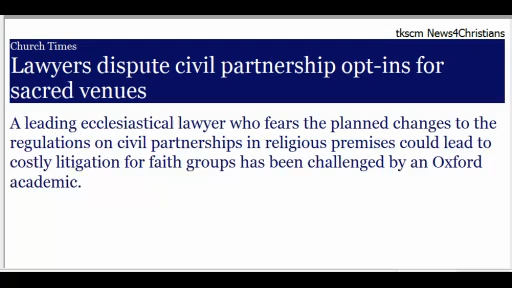 tkscm News4Christians
Church Times
Lawyers dispute civil partnership opt-ins for
sacred venues
A leading ecclesiastical lawyer who fears the planned changes to the
regulations on civil partnerships in religious premises could lead to
costly litigation for faith groups has been challenged by an Oxford
academic.